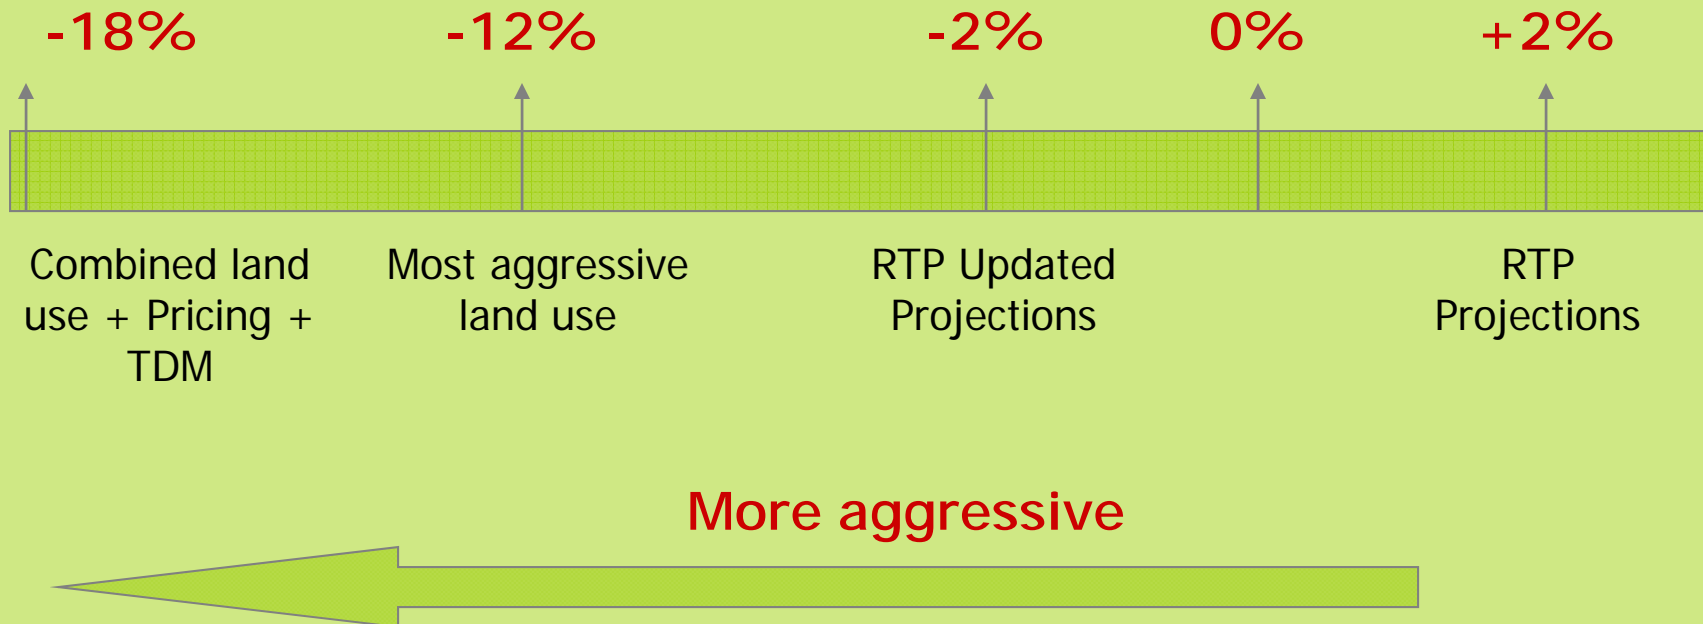 -18% -12% -2% 0% +2%
Combined land
use + Pricing +
TDM
Most aggressive
land use
RTP Updated
Projections
RTP
Projections
More aggressive